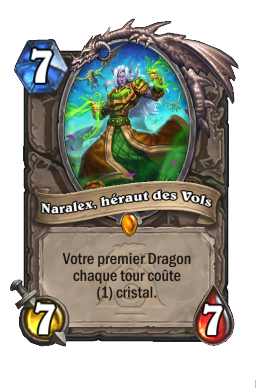 7
Naralex, héraut des Vols
Votre premier Dragon
chaque tour coûte
(1) cristal.
7
7